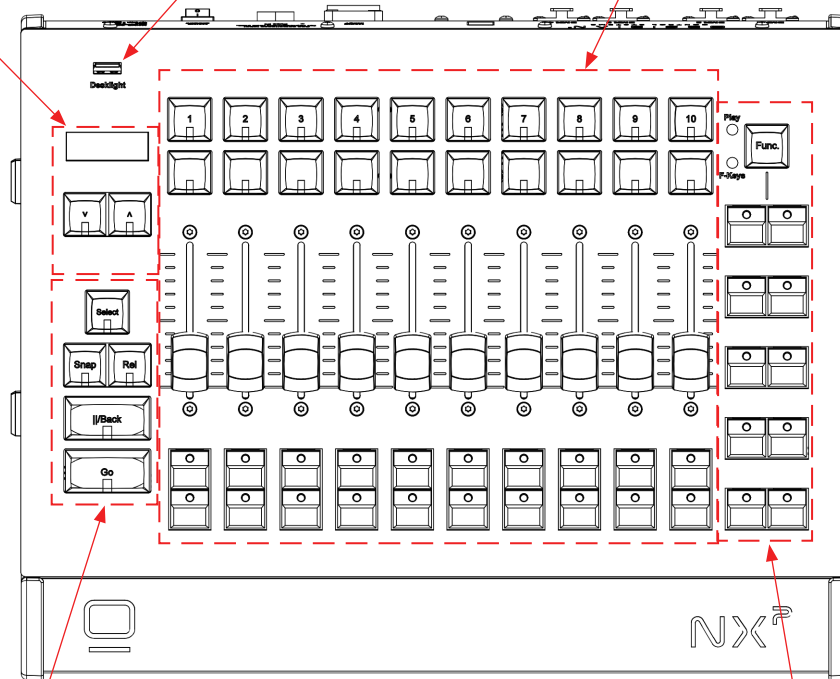 Desklight
1 2 3 4 5 6 7 8 9 10
Play
Func.
F-Keys
v ʌ
Select
Snap Rel
||/Back
Go
NXP